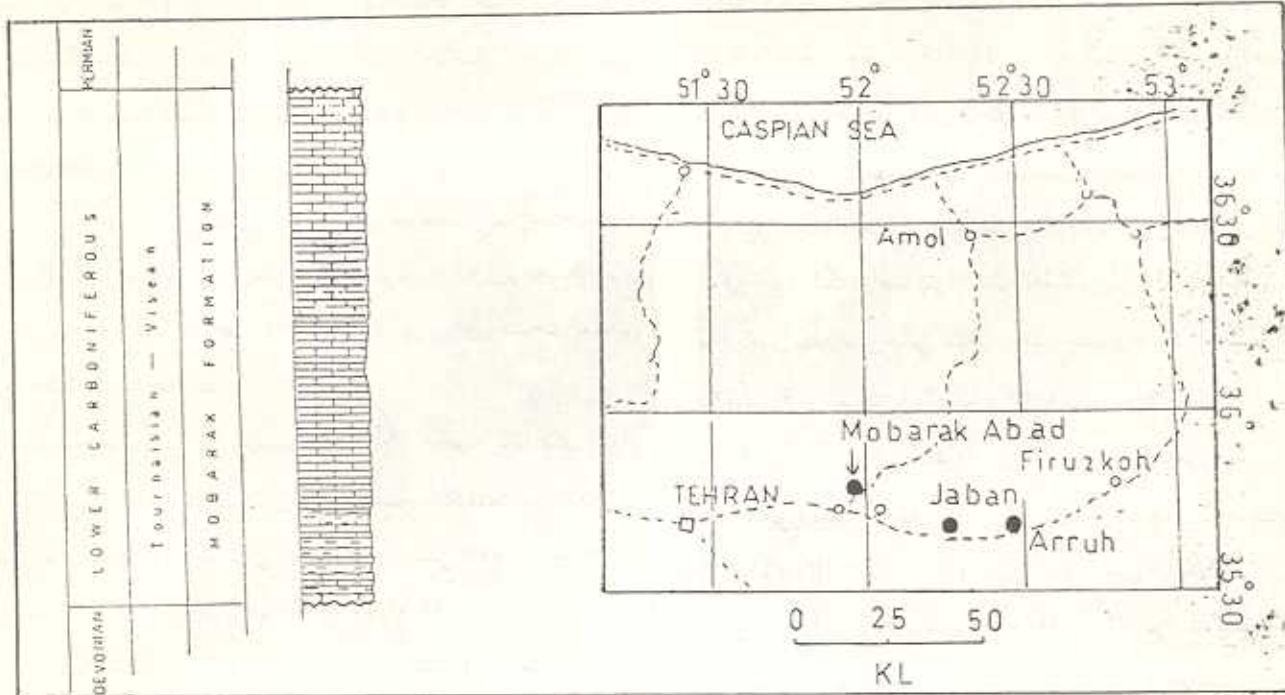 PERMIAN
LOWER CARBONIFEROUS
DEVONIAN
Tournaisian — Visean
MOBARAK FORMATION
51°30
52°
52°30
53°
CASPIAN SEA
36°30
Amol
36
Mobarak Abad
Firuzkoh
TEHRAN
Jaban
Arruh
35°30
0 25 50
KL